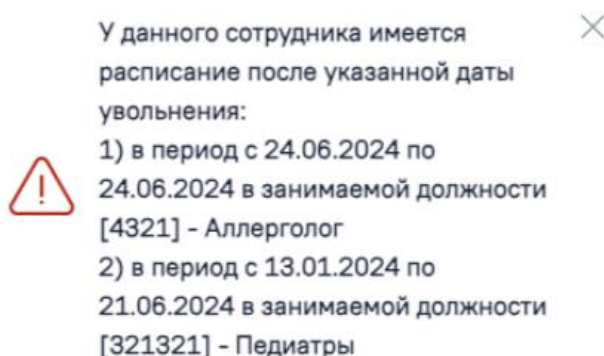 У данного сотрудника имеется
расписание после указанной даты
увольнения:
1) в период с 24.06.2024 по
24.06.2024 в занимаемой должности
[4321] - Аллерголог
2) в период с 13.01.2024 по
21.06.2024 в занимаемой должности
[321321] - Педиатры